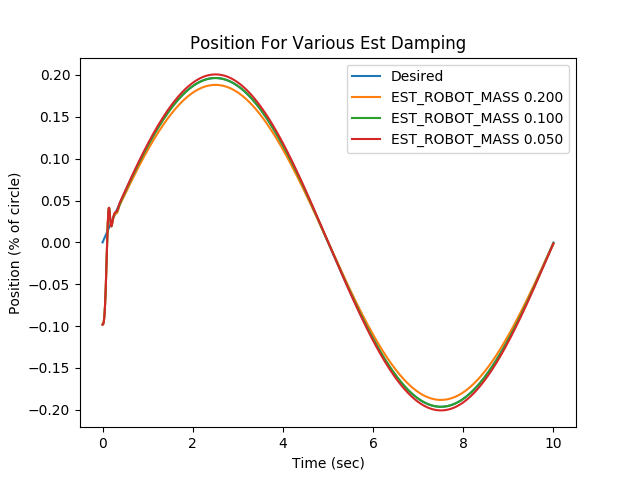 Position For Various Est Damping
Desired
EST_ROBOT_MASS 0.200
EST_ROBOT_MASS 0.100
EST_ROBOT_MASS 0.050
0.20
0.15
0.10
0.05
0.00
−0.05
−0.10
−0.15
−0.20
Position (% of circle)
0 2 4 6 8 10
Time (sec)